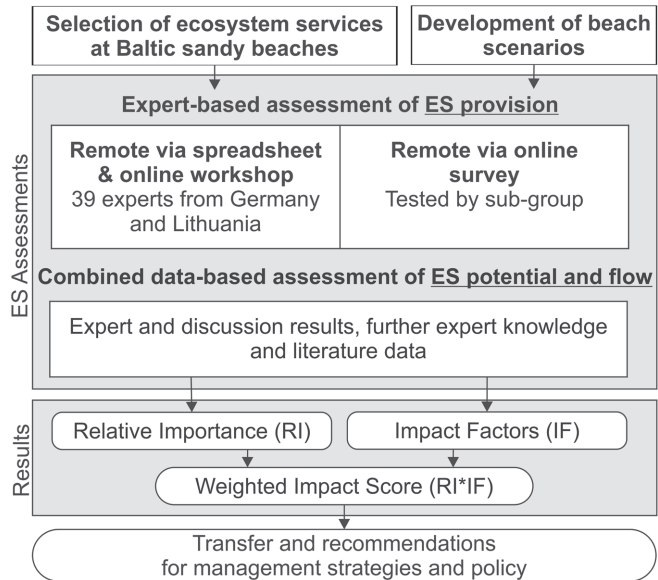 Selection of ecosystem services
at Baltic sandy beaches
Development of beach
scenarios
ES Assessments
Expert-based assessment of ES provision
Remote via spreadsheet
& online workshop
39 experts from Germany
and Lithuania
Remote via online
survey
Tested by sub-group
Combined data-based assessment of ES potential and flow
Expert and discussion results, further expert knowledge
and literature data
Results
Relative Importance (RI)
Impact Factors (IF)
Weighted Impact Score (RI*IF)
Transfer and recommendations
for management strategies and policy